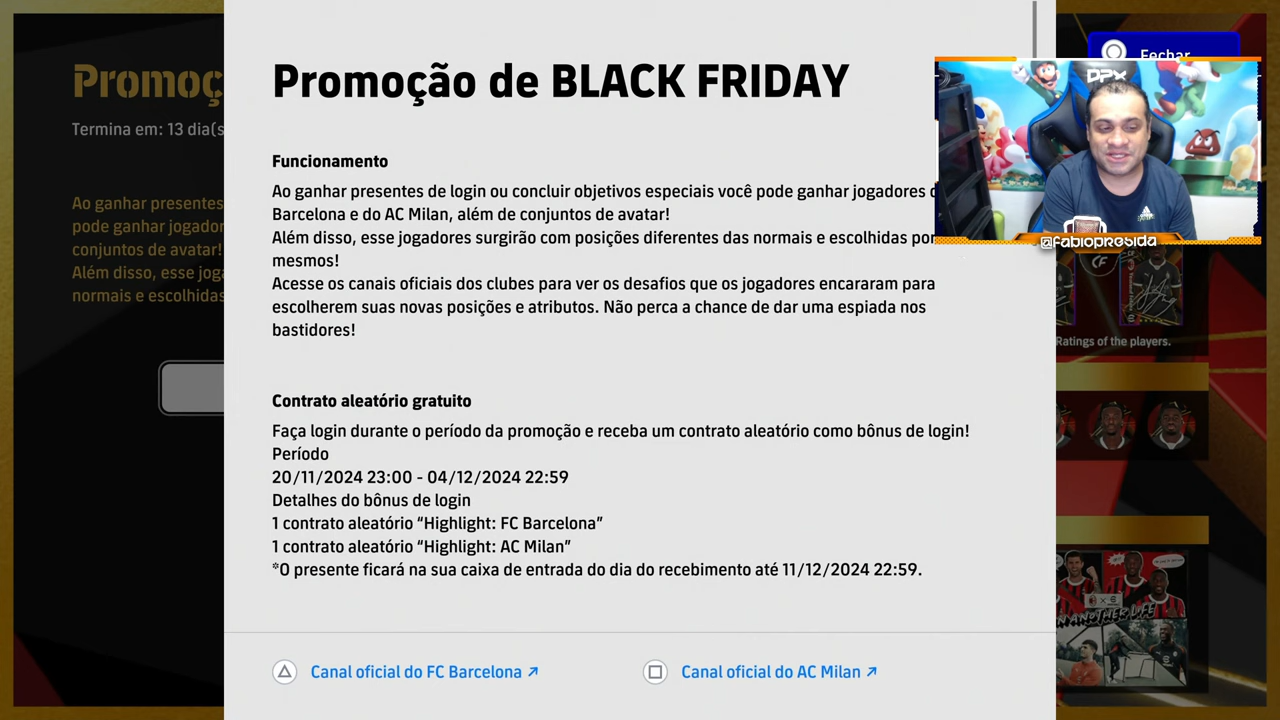 Promoção de BLACK FRIDAY
Funcionamento
Ao ganhar presentes de login ou concluir objetivos especiais você pode ganhar jogadores
Barcelona e do AC Milan, além de conjuntos de avatar!
Além disso, esse jogadores surgirão com posições diferentes das normais e escolhidas por
mesmos!
Acesse os canais oficiais dos clubes para ver os desafios que os jogadores encararam para
escolherem suas novas posições e atributos. Não perca a chance de dar uma espiada nos
bastidores!
Contrato aleatório gratuito
Faça login durante o período da promoção e receba um contrato aleatório como bônus de login!
Período
20/11/2024 23:00 - 04/12/2024 22:59
Detalhes do bônus de login
1 contrato aleatório “Highlight: FC Barcelona”
1 contrato aleatório “Highlight: AC Milan”
*O presente ficará na sua caixa de entrada do dia do recebimento até 11/12/2024 22:59.
Canal oficial do FC Barcelona ↗
Canal oficial do AC Milan ↗
Promoç
Termina em: 13 dia(s
Ao ganhar presentes
pode ganhar jogador
conjuntos de avatar!
Além disso, esse joga
normais e escolhidas
Fechar
DPX
@fabiopresida
CF
Ratings of the players.
N ANOTHER LIFE